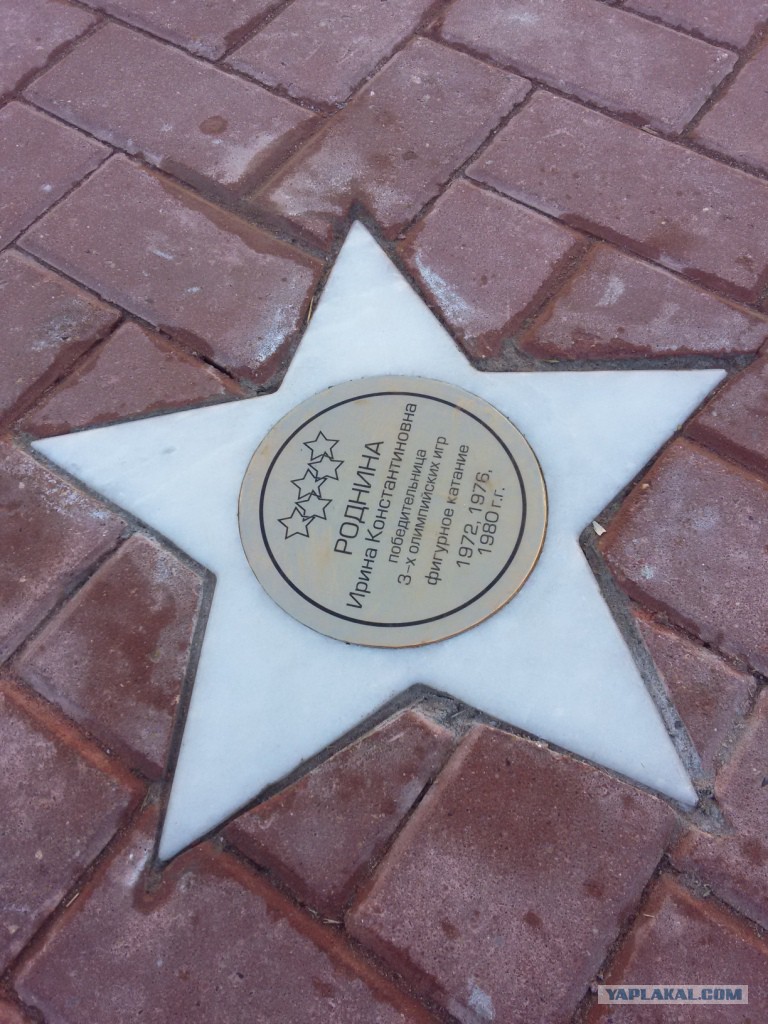 РОДНИНА
Ирина Константиновна
победительница
3-х олимпийских игр
фигурное катание
1972, 1976,
1980 г.г.
YAPLAKAL.COM